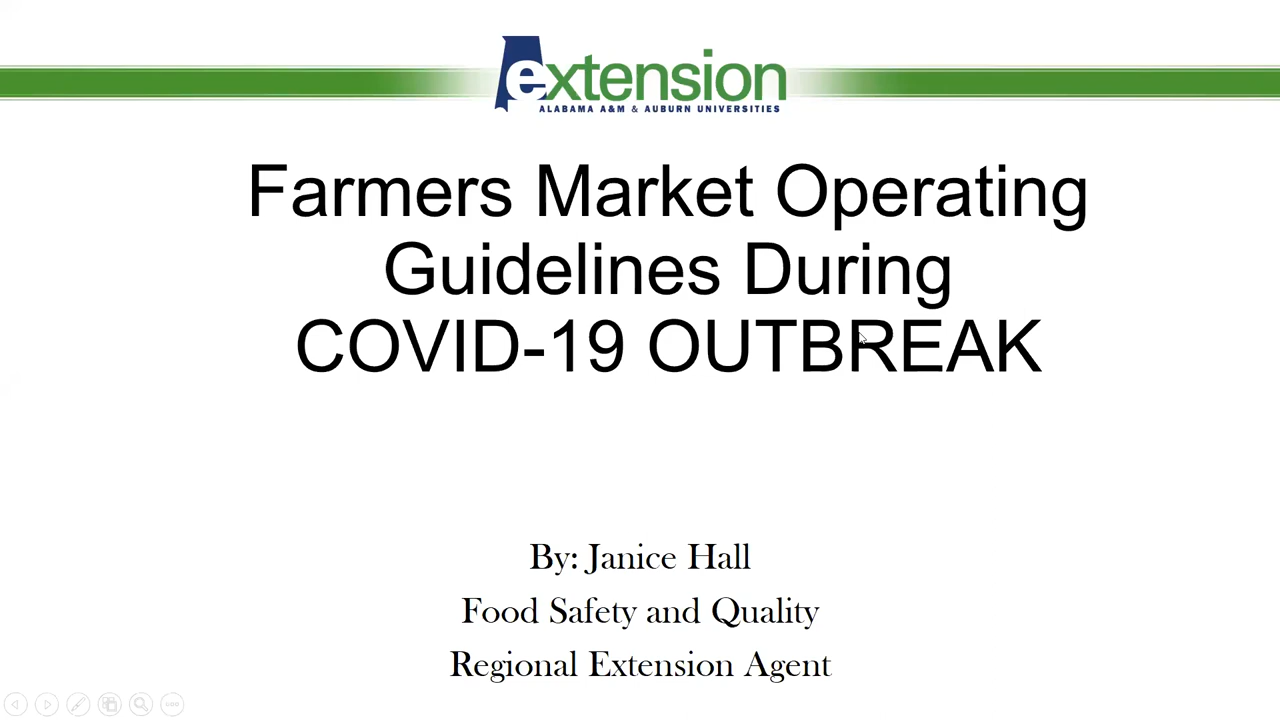 extension
ALABAMA A&M & AUBURN UNIVERSITIES
Farmers Market Operating
Guidelines During
COVID-19 OUTBREAK
By: Janice Hall
Food Safety and Quality
Regional Extension Agent